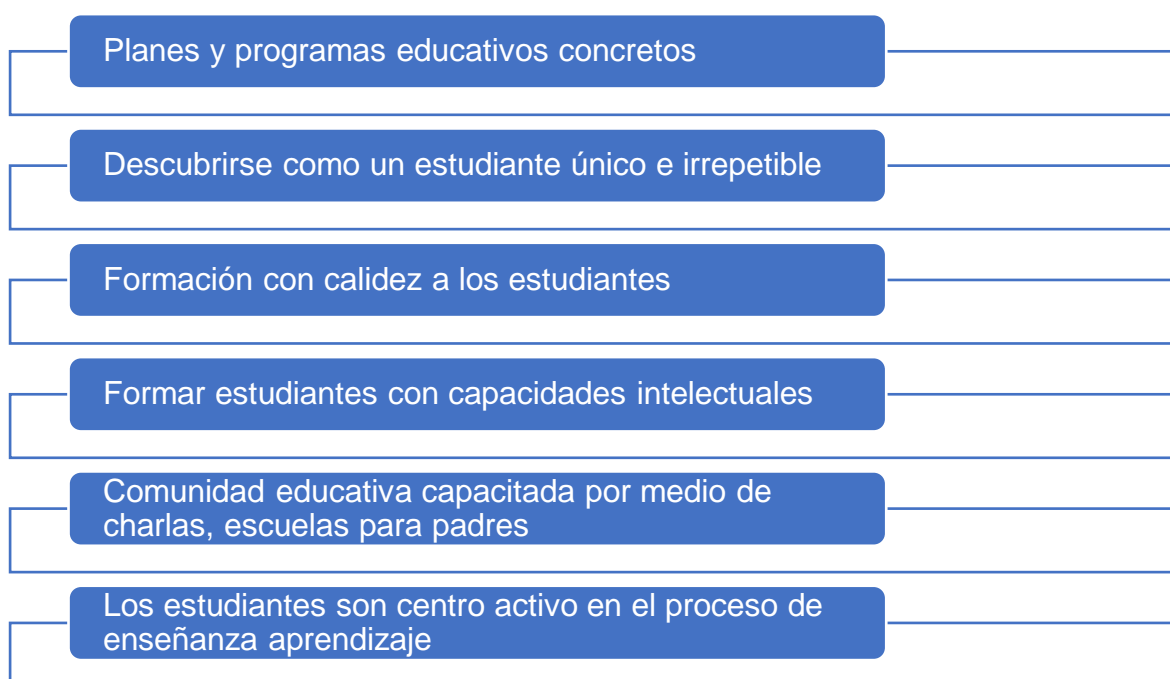 Planes y programas educativos concretos
Descubrirse como un estudiante único e irrepetible
Formación con calidez a los estudiantes
Formar estudiantes con capacidades intelectuales
Comunidad educativa capacitada por medio de
charlas, escuelas para padres
Los estudiantes son centro activo en el proceso de
enseñanza aprendizaje